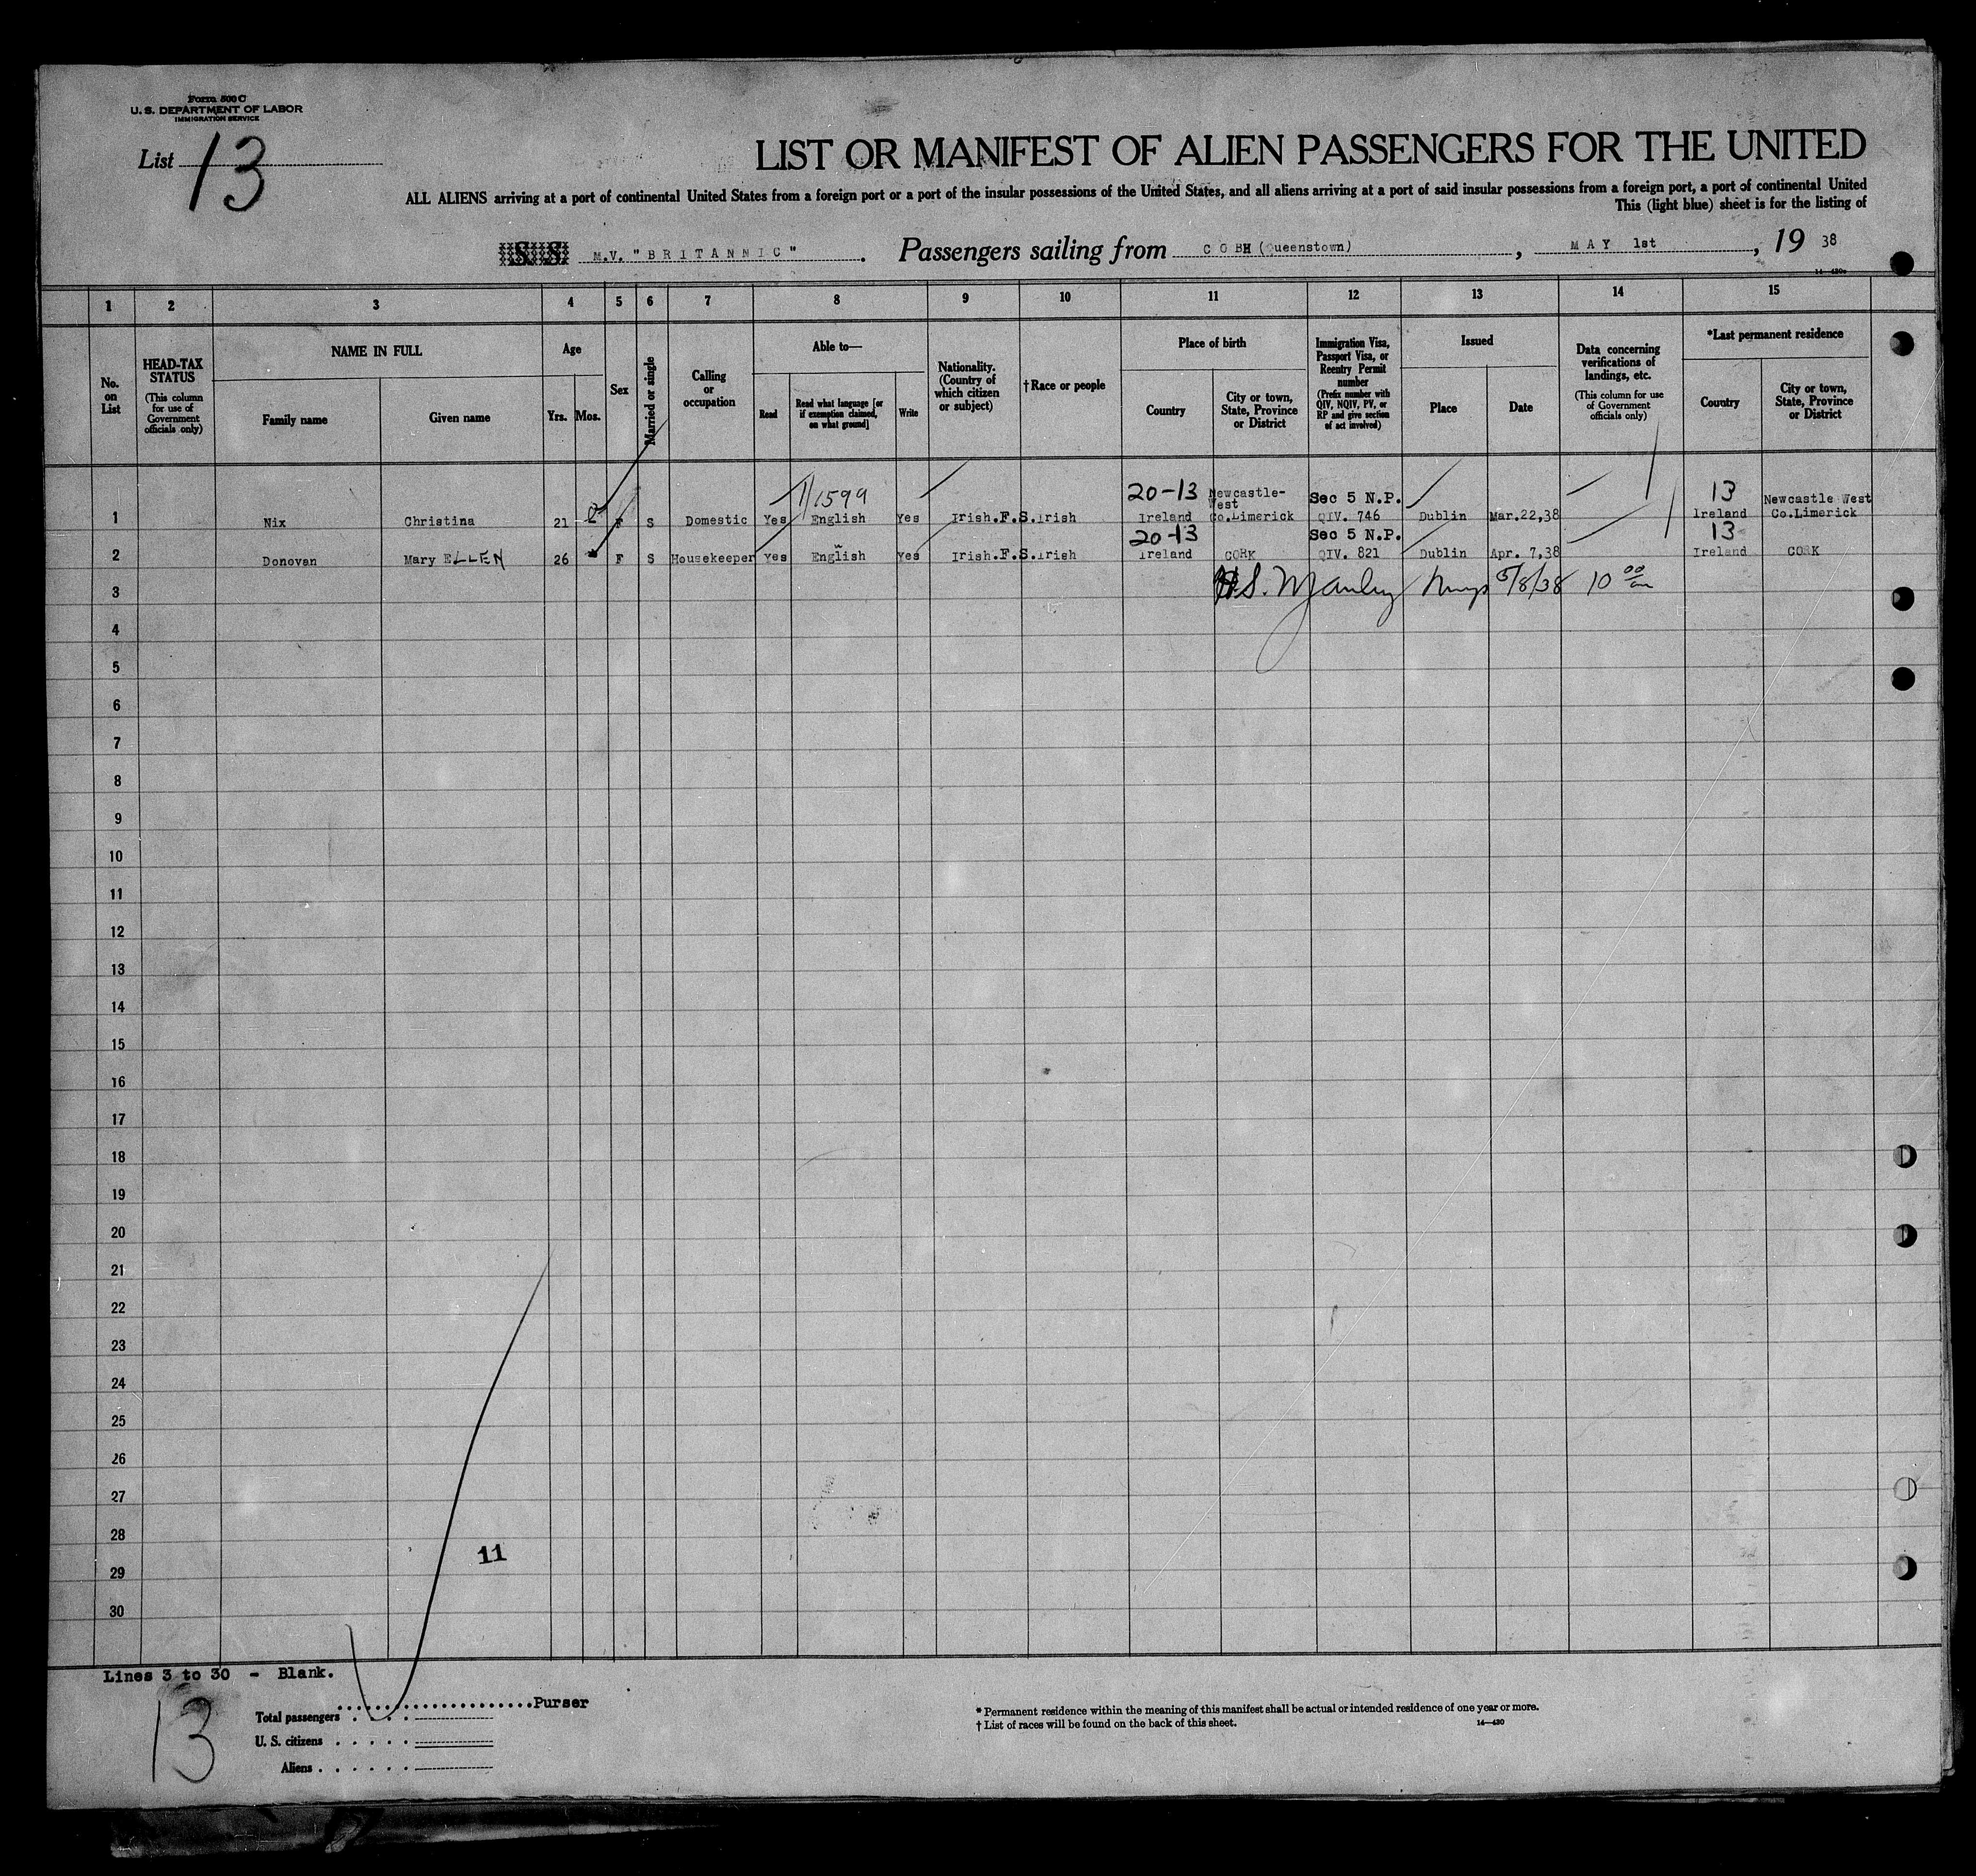 Form 500 C
U. S. DEPARTMENT OF LABOR
IMMIGRATION SERVICE
List 13
LIST OR MANIFEST OF ALIEN PASSENGERS FOR THE UNITED
ALL ALIENS arriving at a port of continental United States from a foreign port or a port of the insular possessions of the United States, and all aliens arriving at a port of said insular possessions from a foreign port, a port of continental United
This (light blue) sheet is for the listing of
S. S. M.V. "BRITANNIC". Passengers sailing from COBH (Queenstown), MAY 1st, 19 38
14—430a
1 2 3 4 5 6 7 8 9 10 11 12 13 14 15
No. on List
HEAD-TAX STATUS
(This column for use of Government officials only)
NAME IN FULL
Family name
Given name
Age
Yrs. Mos.
Sex
Married or single
Calling or occupation
Able to—
Read
Read what language [or if exemption claimed, on what ground]
Write
Nationality. (Country of which citizen or subject)
†Race or people
Place of birth
Country
City or town, State, Province or District
Immigration Visa, Passport Visa, or Reentry Permit number
(Prefix number with QIV, NQIV, PV, or RP and give section of act involved)
Issued
Place
Date
Data concerning verifications of landings, etc.
(This column for use of Government officials only)
*Last permanent residence
Country
City or town, State, Province or District
1599 20-13 Newcastle-West Sec 5 N.P. 13 Newcastle West
1 Nix Christina 21 F S Domestic Yes English Yes Irish.F.S. Irish Ireland Co.Limerick QIV. 746 Dublin Mar.22,38 Ireland Co.Limerick
20-13 Sec 5 N.P. 13
2 Donovan Mary ELLEN 26 F S Housekeeper Yes English Yes Irish.F.S. Irish Ireland CORK QIV. 821 Dublin Apr. 7,38 Ireland CORK
3 H.S. Manley 5/8/38 10 00 am
4
5
6
7
8
9
10
11
12
13
14
15
16
17
18
19
20
21
22
23
24
25
26
27
28
11
29
30
Lines 3 to 30 - Blank.
13
......................Purser
Total passengers
U. S. citizens
Aliens
* Permanent residence within the meaning of this manifest shall be actual or intended residence of one year or more.
† List of races will be found on the back of this sheet.
14—430